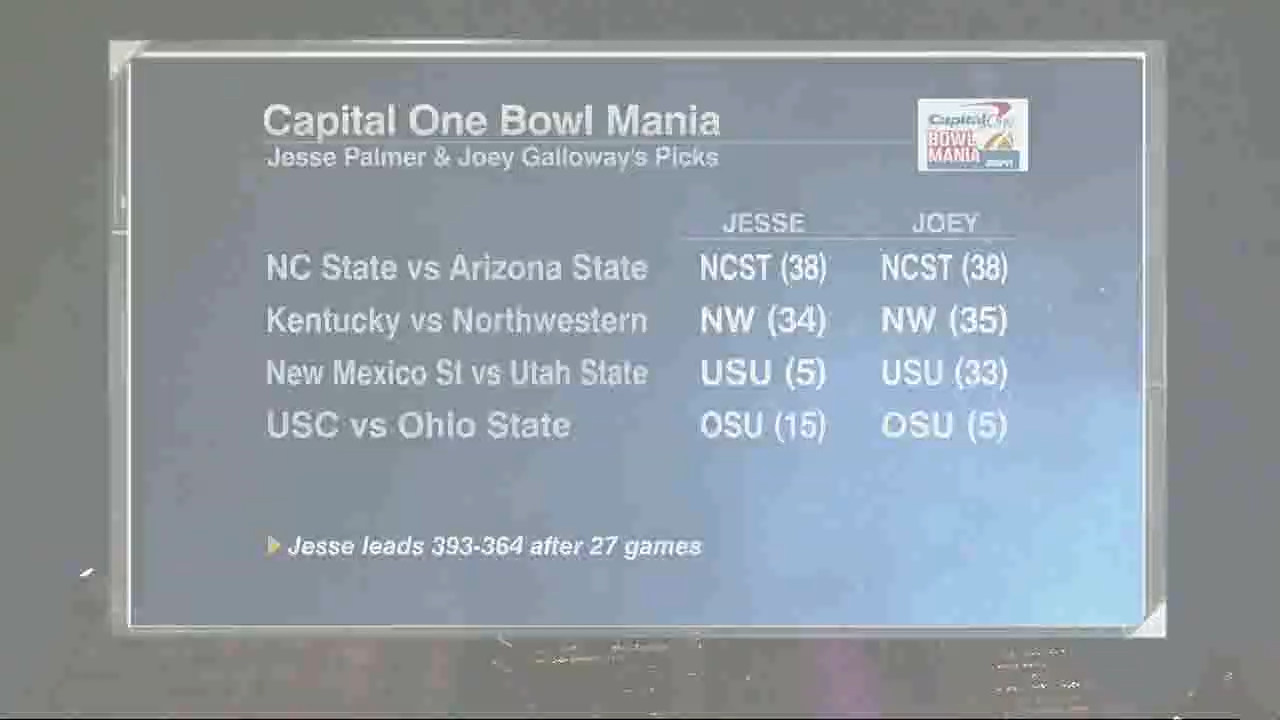 Capital One Bowl Mania
Jesse Palmer & Joey Galloway's Picks
CapitalOne
BOWL
MANIA
ESPN
JESSE JOEY
NC State vs Arizona State NCST (38) NCST (38)
Kentucky vs Northwestern NW (34) NW (35)
New Mexico St vs Utah State USU (5) USU (33)
USC vs Ohio State OSU (15) OSU (5)
Jesse leads 393-364 after 27 games